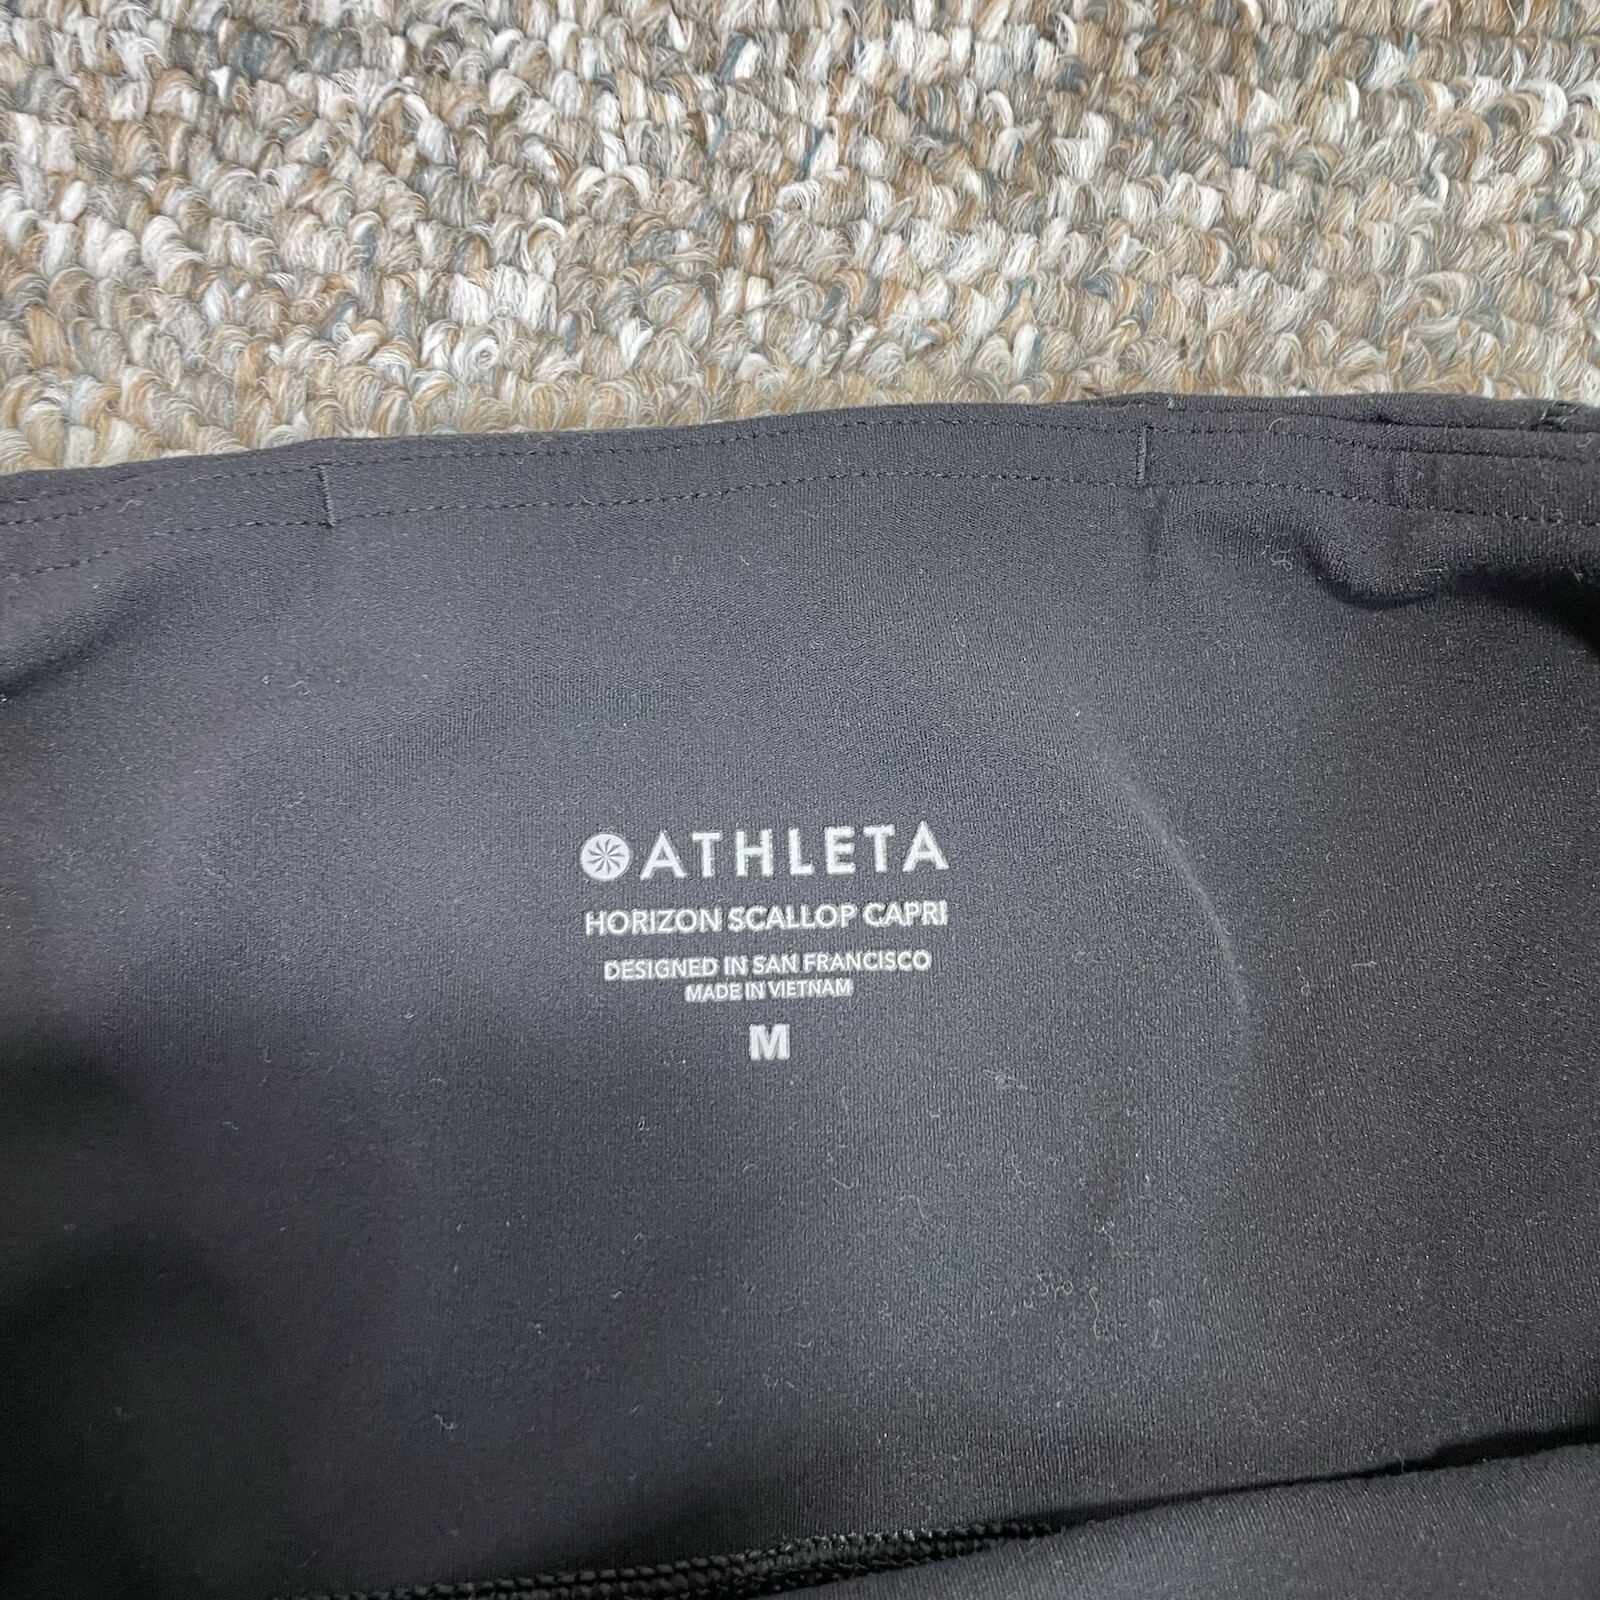 ATHLETA
HORIZON SCALLOP CAPRI
DESIGNED IN SAN FRANCISCO
MADE IN VIETNAM
M